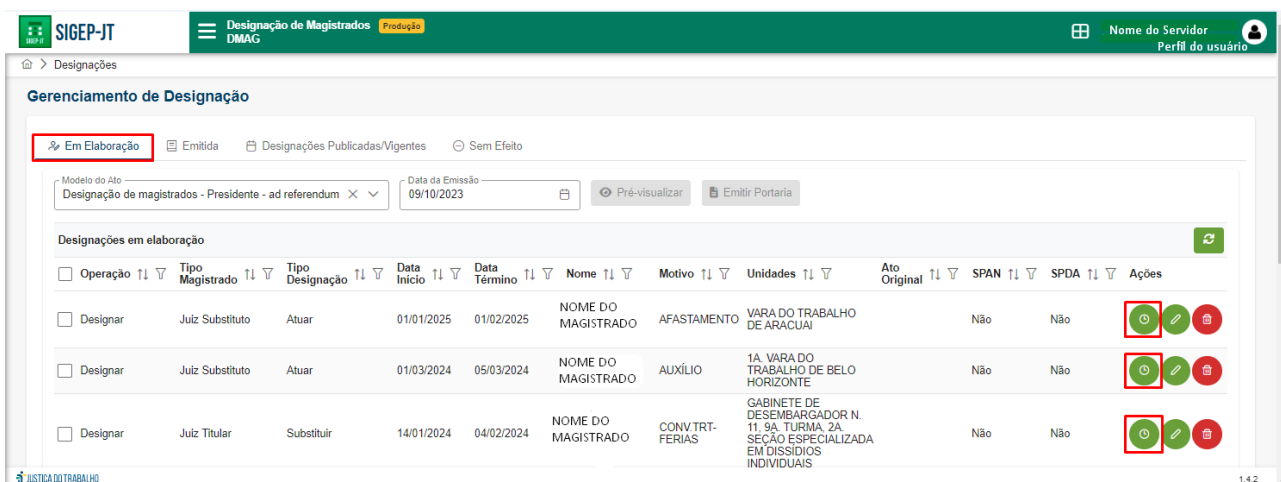 SIGEP-JT
SIGEP-JT
Designação de Magistrados Produção
DMAG
Nome do Servidor
Perfil do usuário
Designações
Gerenciamento de Designação
Em Elaboração Emitida Designações Publicadas/Vigentes Sem Efeito
Modelo do Ato
Designação de magistrados - Presidente - ad referendum
Data da Emissão
09/10/2023
Pré-visualizar Emitir Portaria
Designações em elaboração
Operação Tipo Magistrado Tipo Designação Data Início Data Término Nome Motivo Unidades Ato Original SPAN SPDA Ações
Designar Juiz Substituto Atuar 01/01/2025 01/02/2025 NOME DO MAGISTRADO AFASTAMENTO VARA DO TRABALHO DE ARACUAI Não Não
Designar Juiz Substituto Atuar 01/03/2024 05/03/2024 NOME DO MAGISTRADO AUXÍLIO 1A. VARA DO TRABALHO DE BELO HORIZONTE Não Não
Designar Juiz Titular Substituir 14/01/2024 04/02/2024 NOME DO MAGISTRADO CONV.TRT-FERIAS GABINETE DE DESEMBARGADOR N. 11, 9A. TURMA, 2A. SEÇÃO ESPECIALIZADA EM DISSÍDIOS INDIVIDUAIS Não Não
JUSTIÇA DO TRABALHO
1.4.2